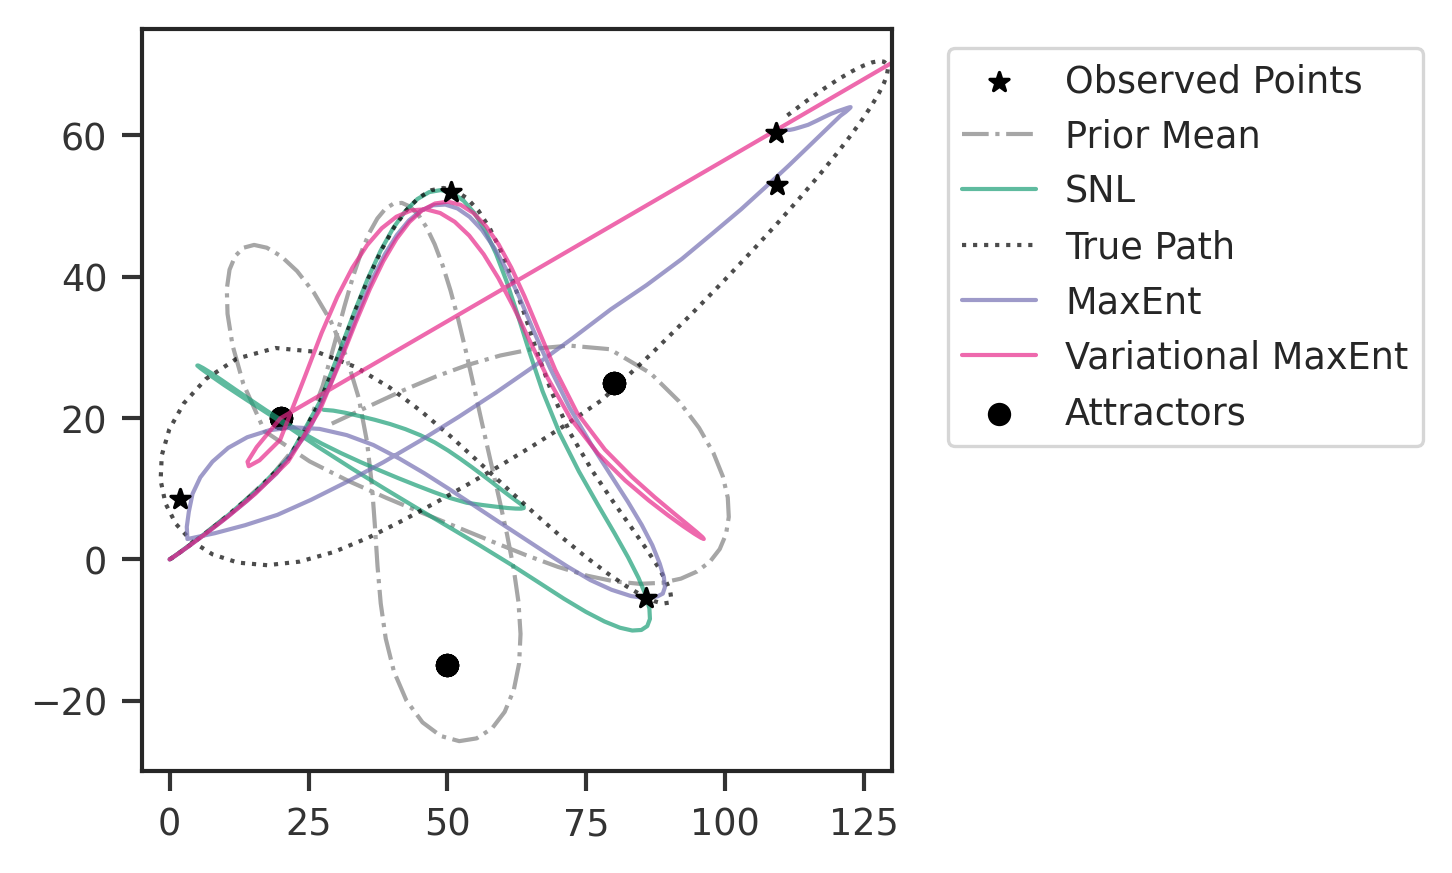 60
40
20
0
−20
0
25
50
75
100
125
Observed Points
Prior Mean
SNL
True Path
MaxEnt
Variational MaxEnt
Attractors